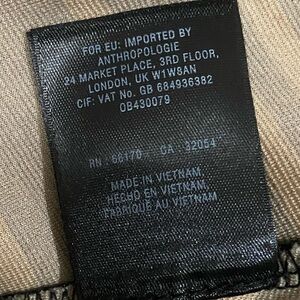 FOR EU: IMPORTED BY
ANTHROPOLOGIE
24 MARKET PLACE, 3RD FLOOR,
LONDON, UK W1W8AN
CIF: VAT No. GB 684936382
OB430079
RN: 66170 CA: 32054
MADE IN VIETNAM,
HECHO EN VIETNAM,
FABRIQUÉ AU VIETNAM